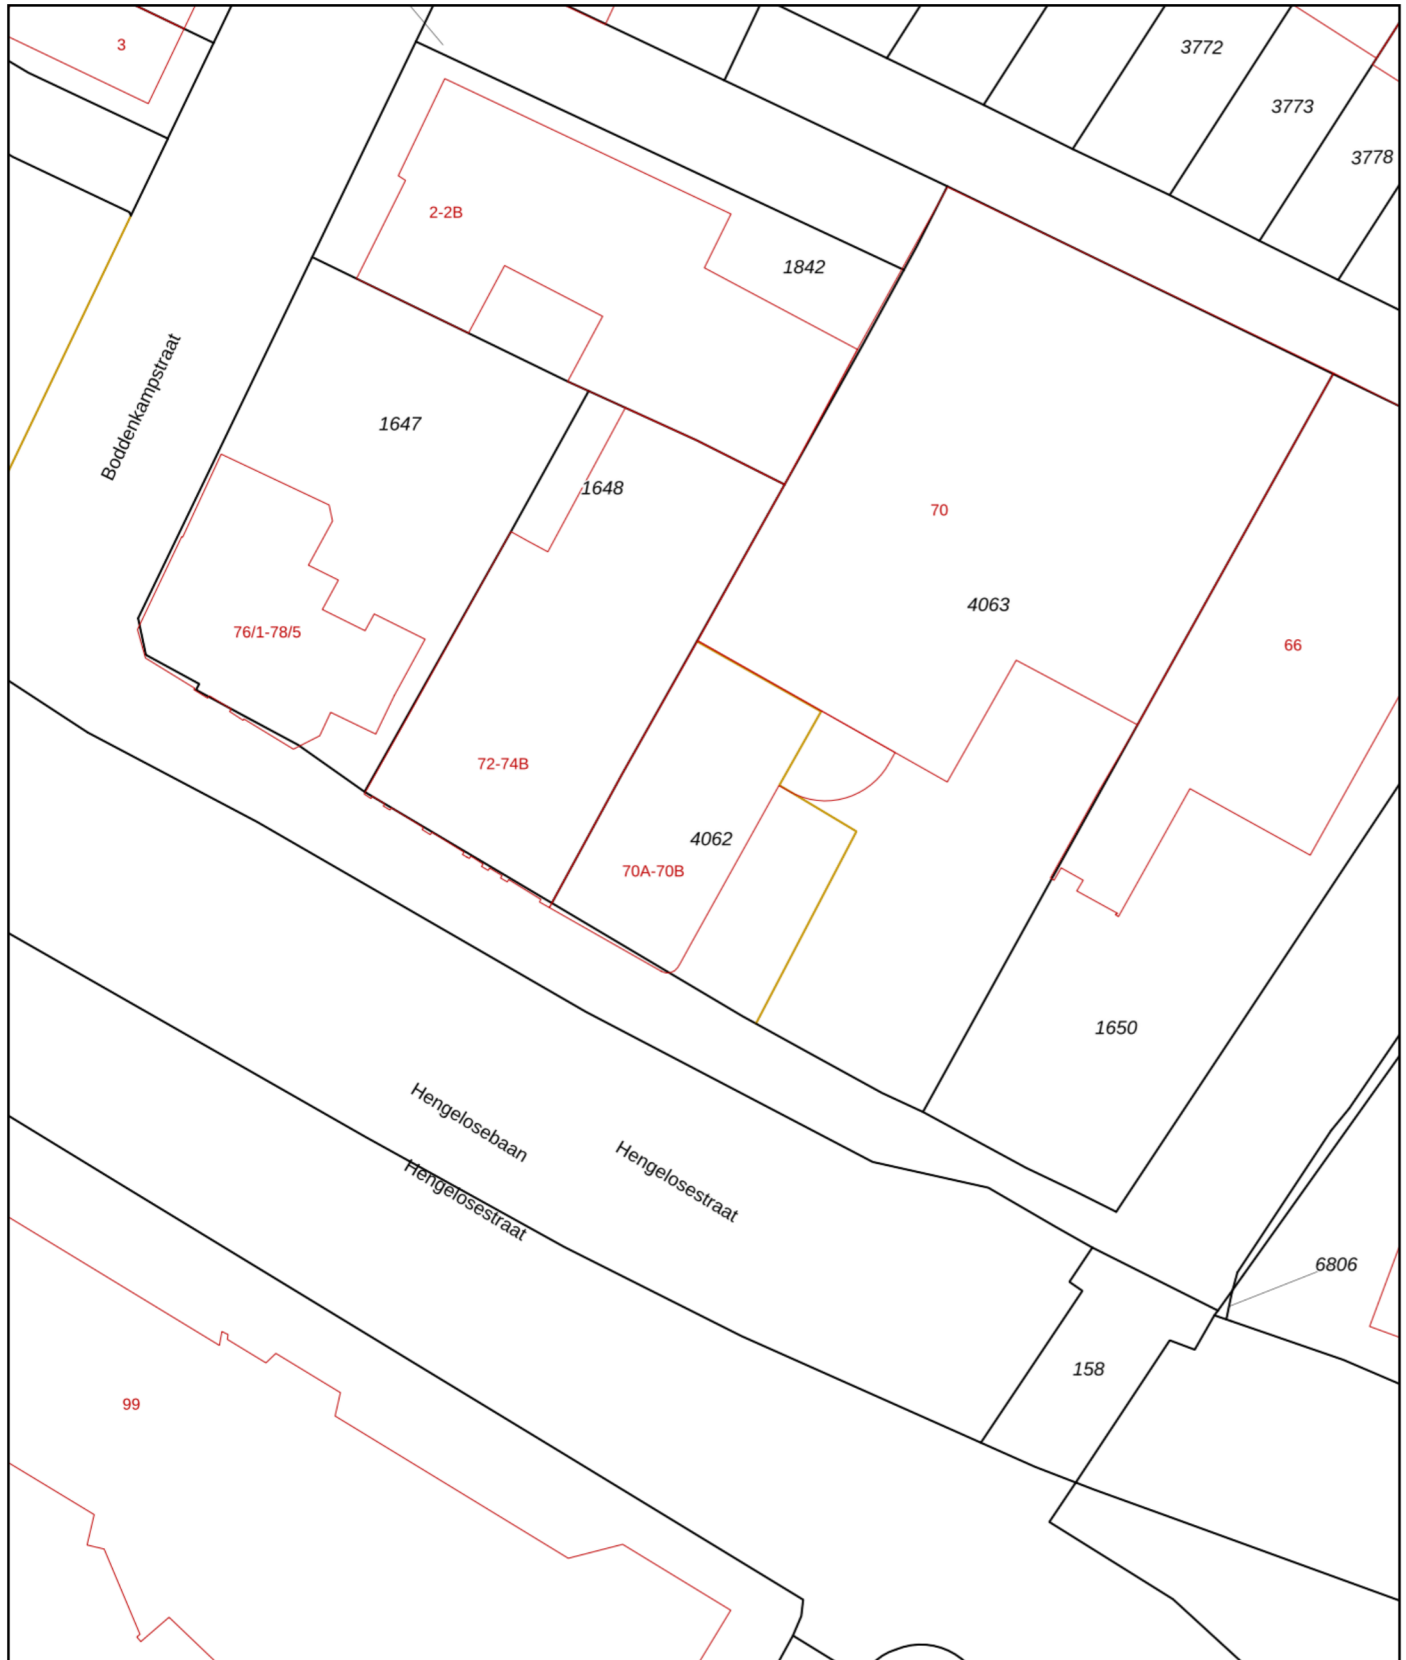 3
3772
3773
3778
2-2B
1842
Boddenkampstraat
1647
1648
70
4063
76/1-78/5
66
72-74B
4062
70A-70B
1650
Hengelosebaan
Hengelosestraat
Hengelosestraat
6806
158
99